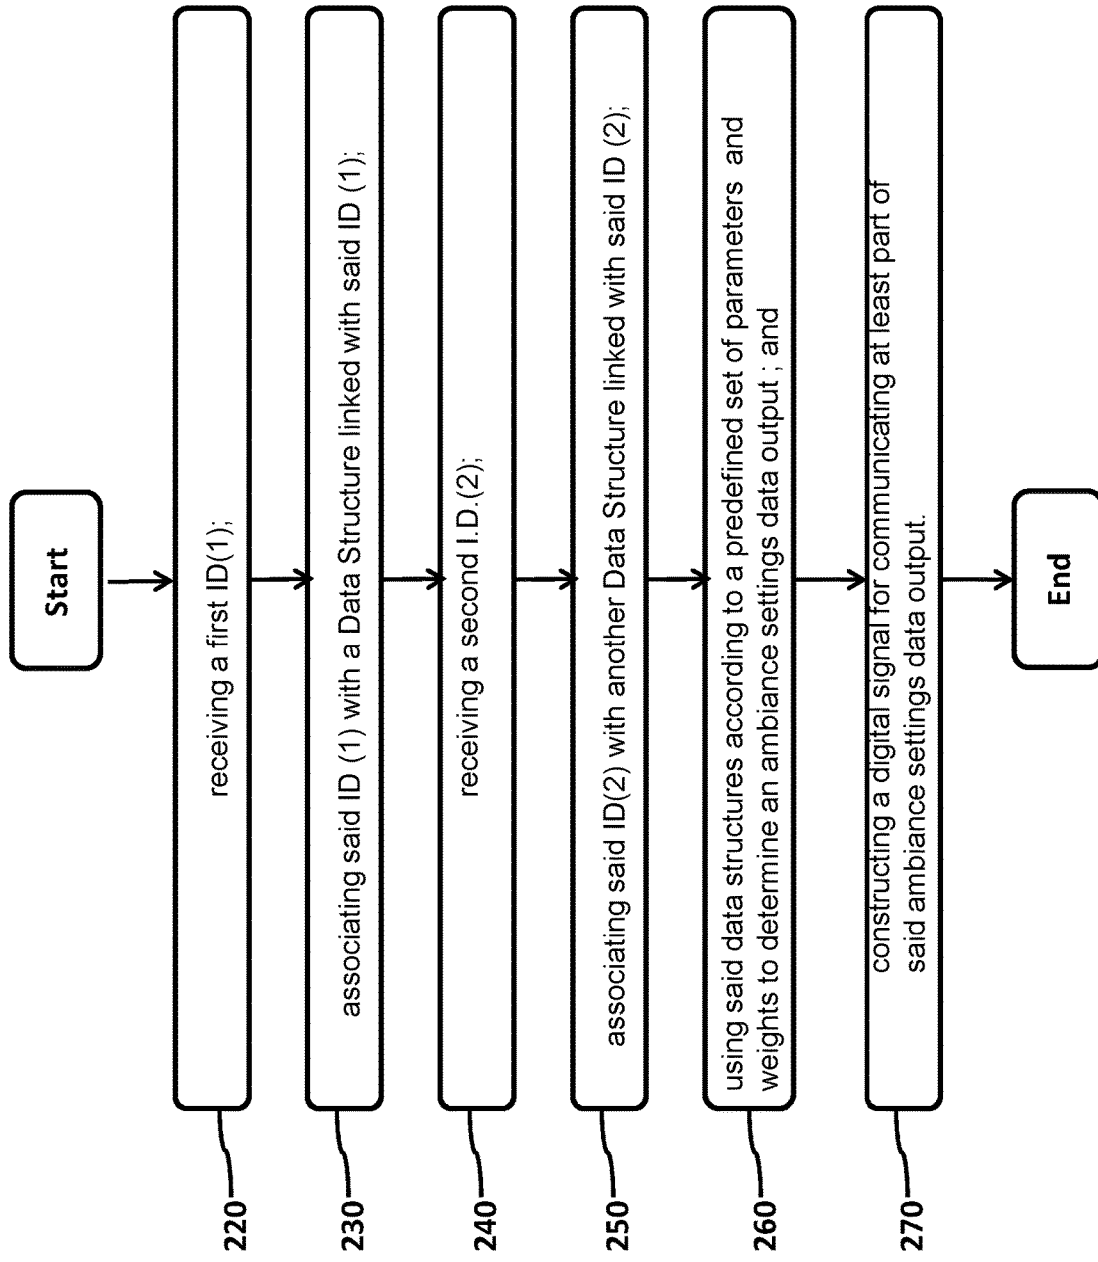 Start
220
receiving a first ID(1);
230
associating said ID (1) with a Data Structure linked with said ID (1);
240
receiving a second I.D.(2);
250
associating said ID(2) with another Data Structure linked with said ID (2);
260
using said data structures according to a predefined set of parameters and
weights to determine an ambiance settings data output ; and
270
constructing a digital signal for communicating at least part of
said ambiance settings data output.
End